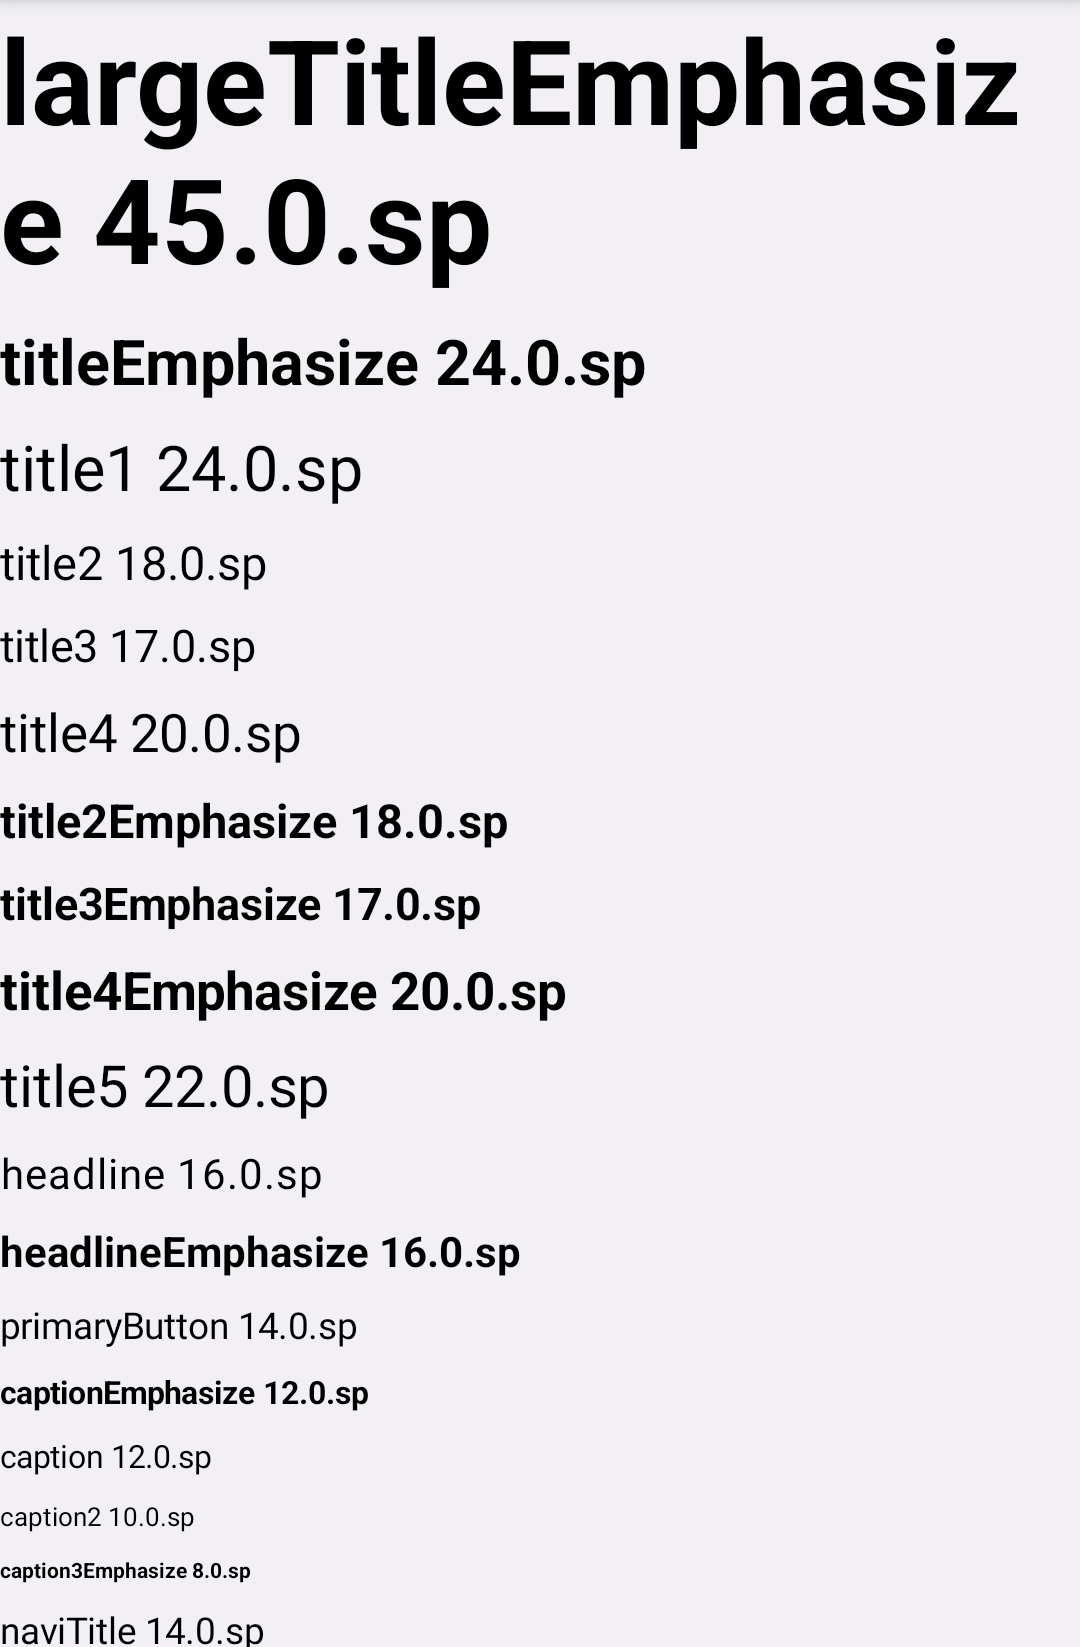 largeTitleEmphasiz
e 45.0.sp
titleEmphasize 24.0.sp
title1 24.0.sp
title2 18.0.sp
title3 17.0.sp
title4 20.0.sp
title2Emphasize 18.0.sp
title3Emphasize 17.0.sp
title4Emphasize 20.0.sp
title5 22.0.sp
headline 16.0.sp
headlineEmphasize 16.0.sp
primaryButton 14.0.sp
captionEmphasize 12.0.sp
caption 12.0.sp
caption2 10.0.sp
caption3Emphasize 8.0.sp
naviTitle 14.0.sp